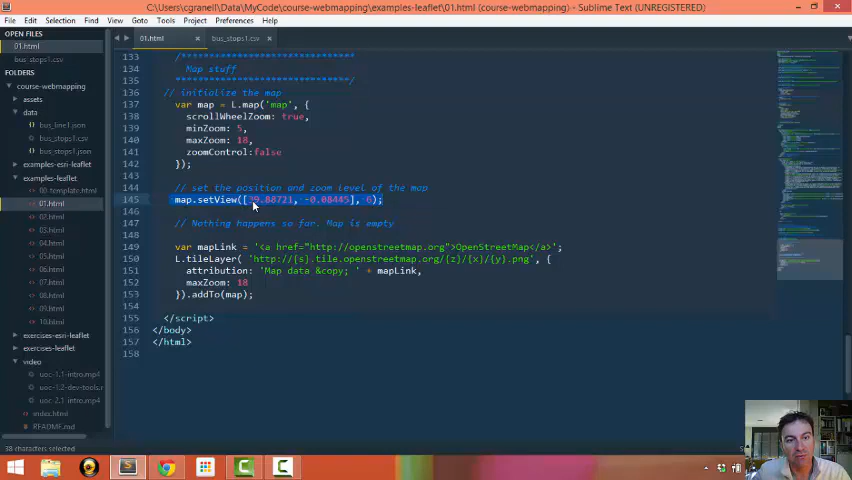 C:\Users\cgranell\Data\MyCode\course-webmapping\examples-leaflet\01.html (course-webmapping) - Sublime Text (UNREGISTERED)
File Edit Selection Find View Goto Tools Project Preferences Help
OPEN FILES
01.html
bus_stops1.csv
FOLDERS
course-webmapping
assets
data
bus_line1.json
bus_stops1.csv
bus_stops1.json
examples-esri-leaflet
examples-leaflet
00-template.html
01.html
02.html
03.html
04.html
05.html
06.html
07.html
08.html
09.html
10.html
exercises-esri-leaflet
exercises-leaflet
video
uoc-1.1-intro.mp4
uoc-1.2-dev-tools.r
uoc-2.1-intro.mp4
index.html
README.md
01.html × bus_stops1.csv ×
133 /******************************
134 Map stuff
135 ******************************/
136 // initialize the map
137 var map = L.map('map', {
138 scrollWheelZoom: true,
139 minZoom: 5,
140 maxZoom: 18,
141 zoomControl:false
142 });
143
144 // set the position and zoom level of the map
145 map.setView([39.88721, -0.08445], 6);
146
147 // Nothing happens so far. Map is empty
148
149 var mapLink = '<a href="http://openstreetmap.org">OpenStreetMap</a>';
150 L.tileLayer( 'http://{s}.tile.openstreetmap.org/{z}/{x}/{y}.png', {
151 attribution: 'Map data &copy; ' + mapLink,
152 maxZoom: 18
153 }).addTo(map);
154
155 </script>
156 </body>
157 </html>
158
38 characters selected